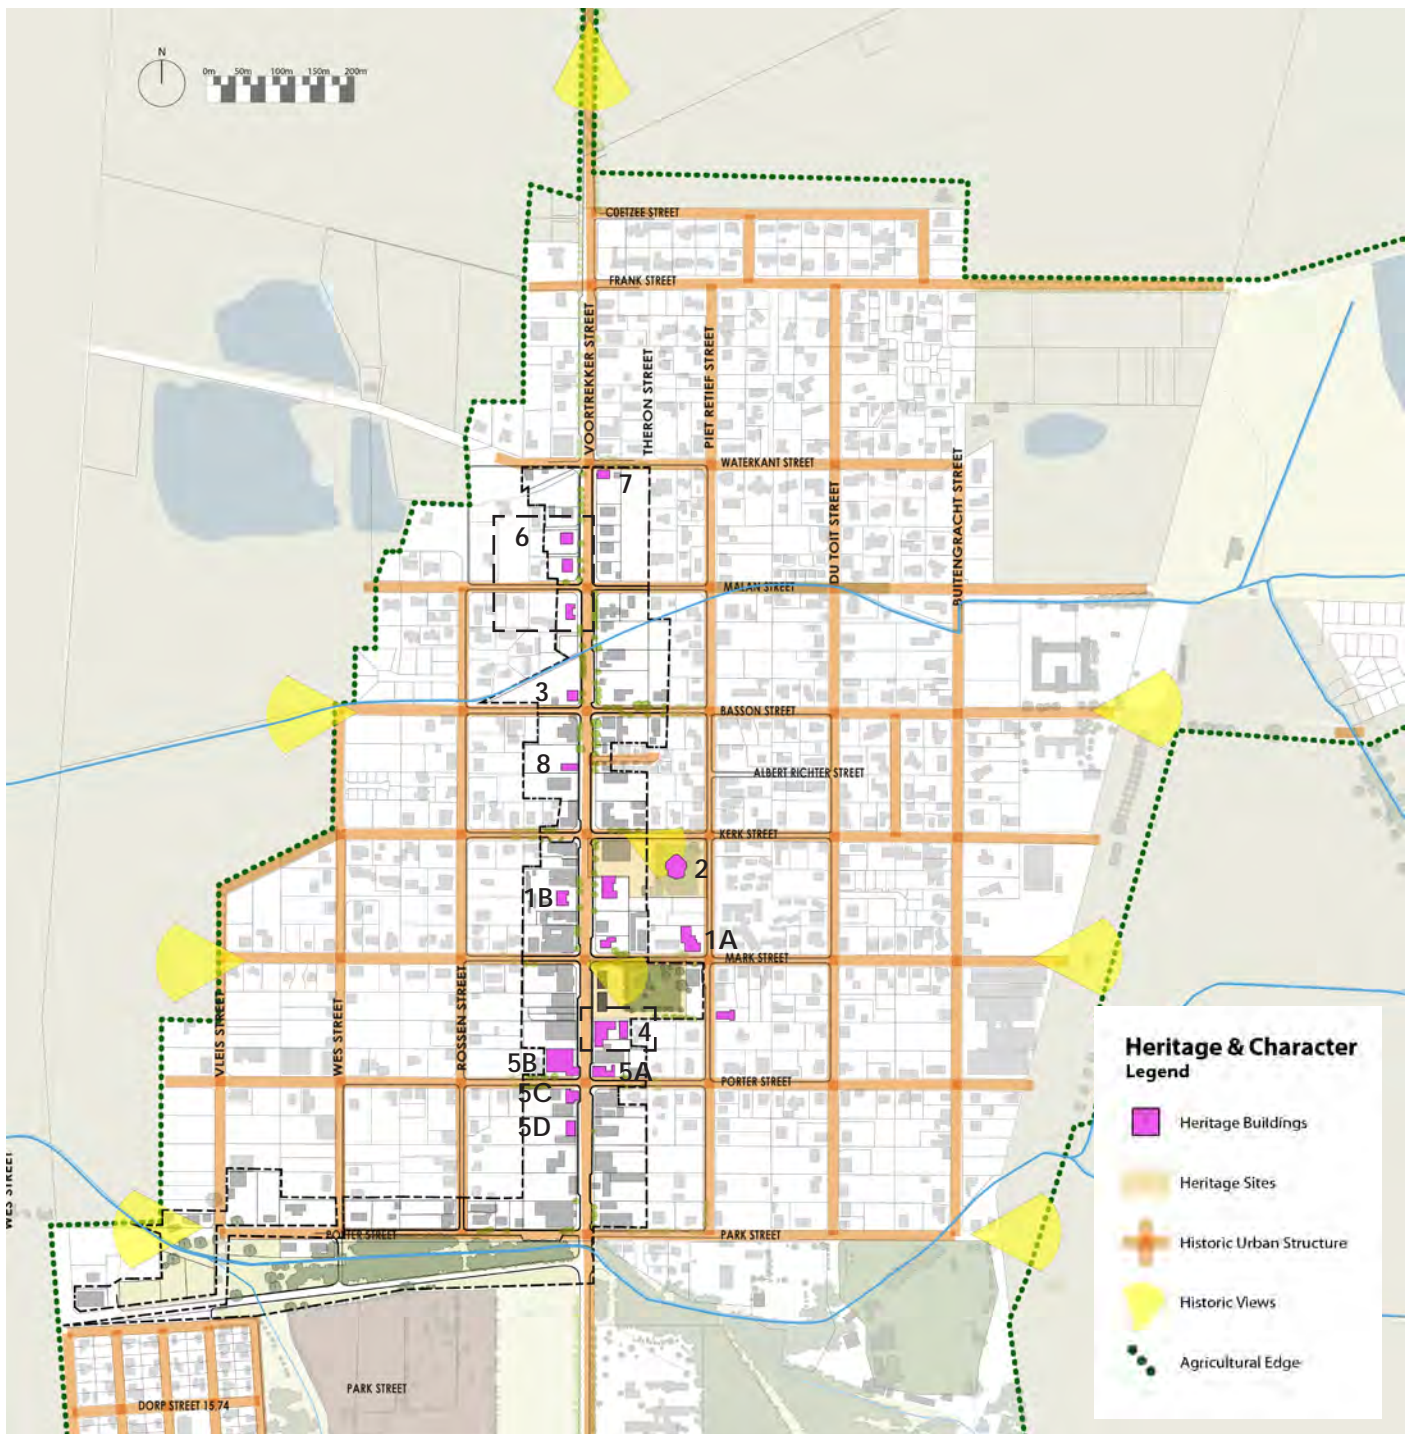 N
0m 50m 100m 150m 200m
COETZEE STREET
FRANK STREET
VOORTREKKER STREET
THERON STREET
PIET RETIEF STREET
WATERKANT STREET
7
DU TOIT STREET
BUITENGRACHT STREET
6
MALAN STREET
3
BASSON STREET
8
ALBERT RICHTER STREET
KERK STREET
2
1B
1A
MARK STREET
VLEIS STREET
WES STREET
ROSSEN STREET
4
5B
5A
PORTER STREET
5C
5D
WES STREET
PORTER STREET
PARK STREET
PARK STREET
DORP STREET 15.74
Heritage & Character
Legend
Heritage Buildings
Heritage Sites
Historic Urban Structure
Historic Views
Agricultural Edge